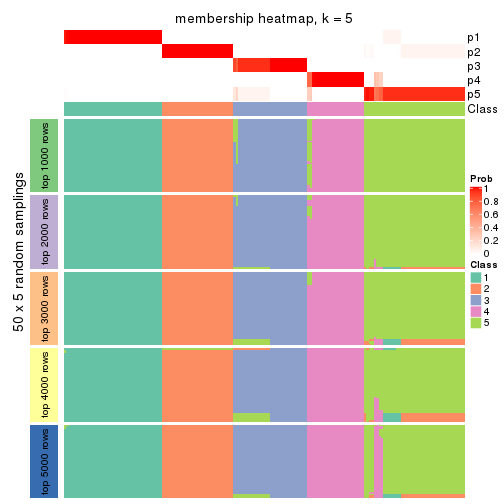 membership heatmap, k = 5
p1
p2
p3
p4
p5
Class
50 x 5 random samplings
top 1000 rows
top 2000 rows
top 3000 rows
top 4000 rows
top 5000 rows
Prob
1
0.8
0.6
0.4
0.2
0
Class
1
2
3
4
5